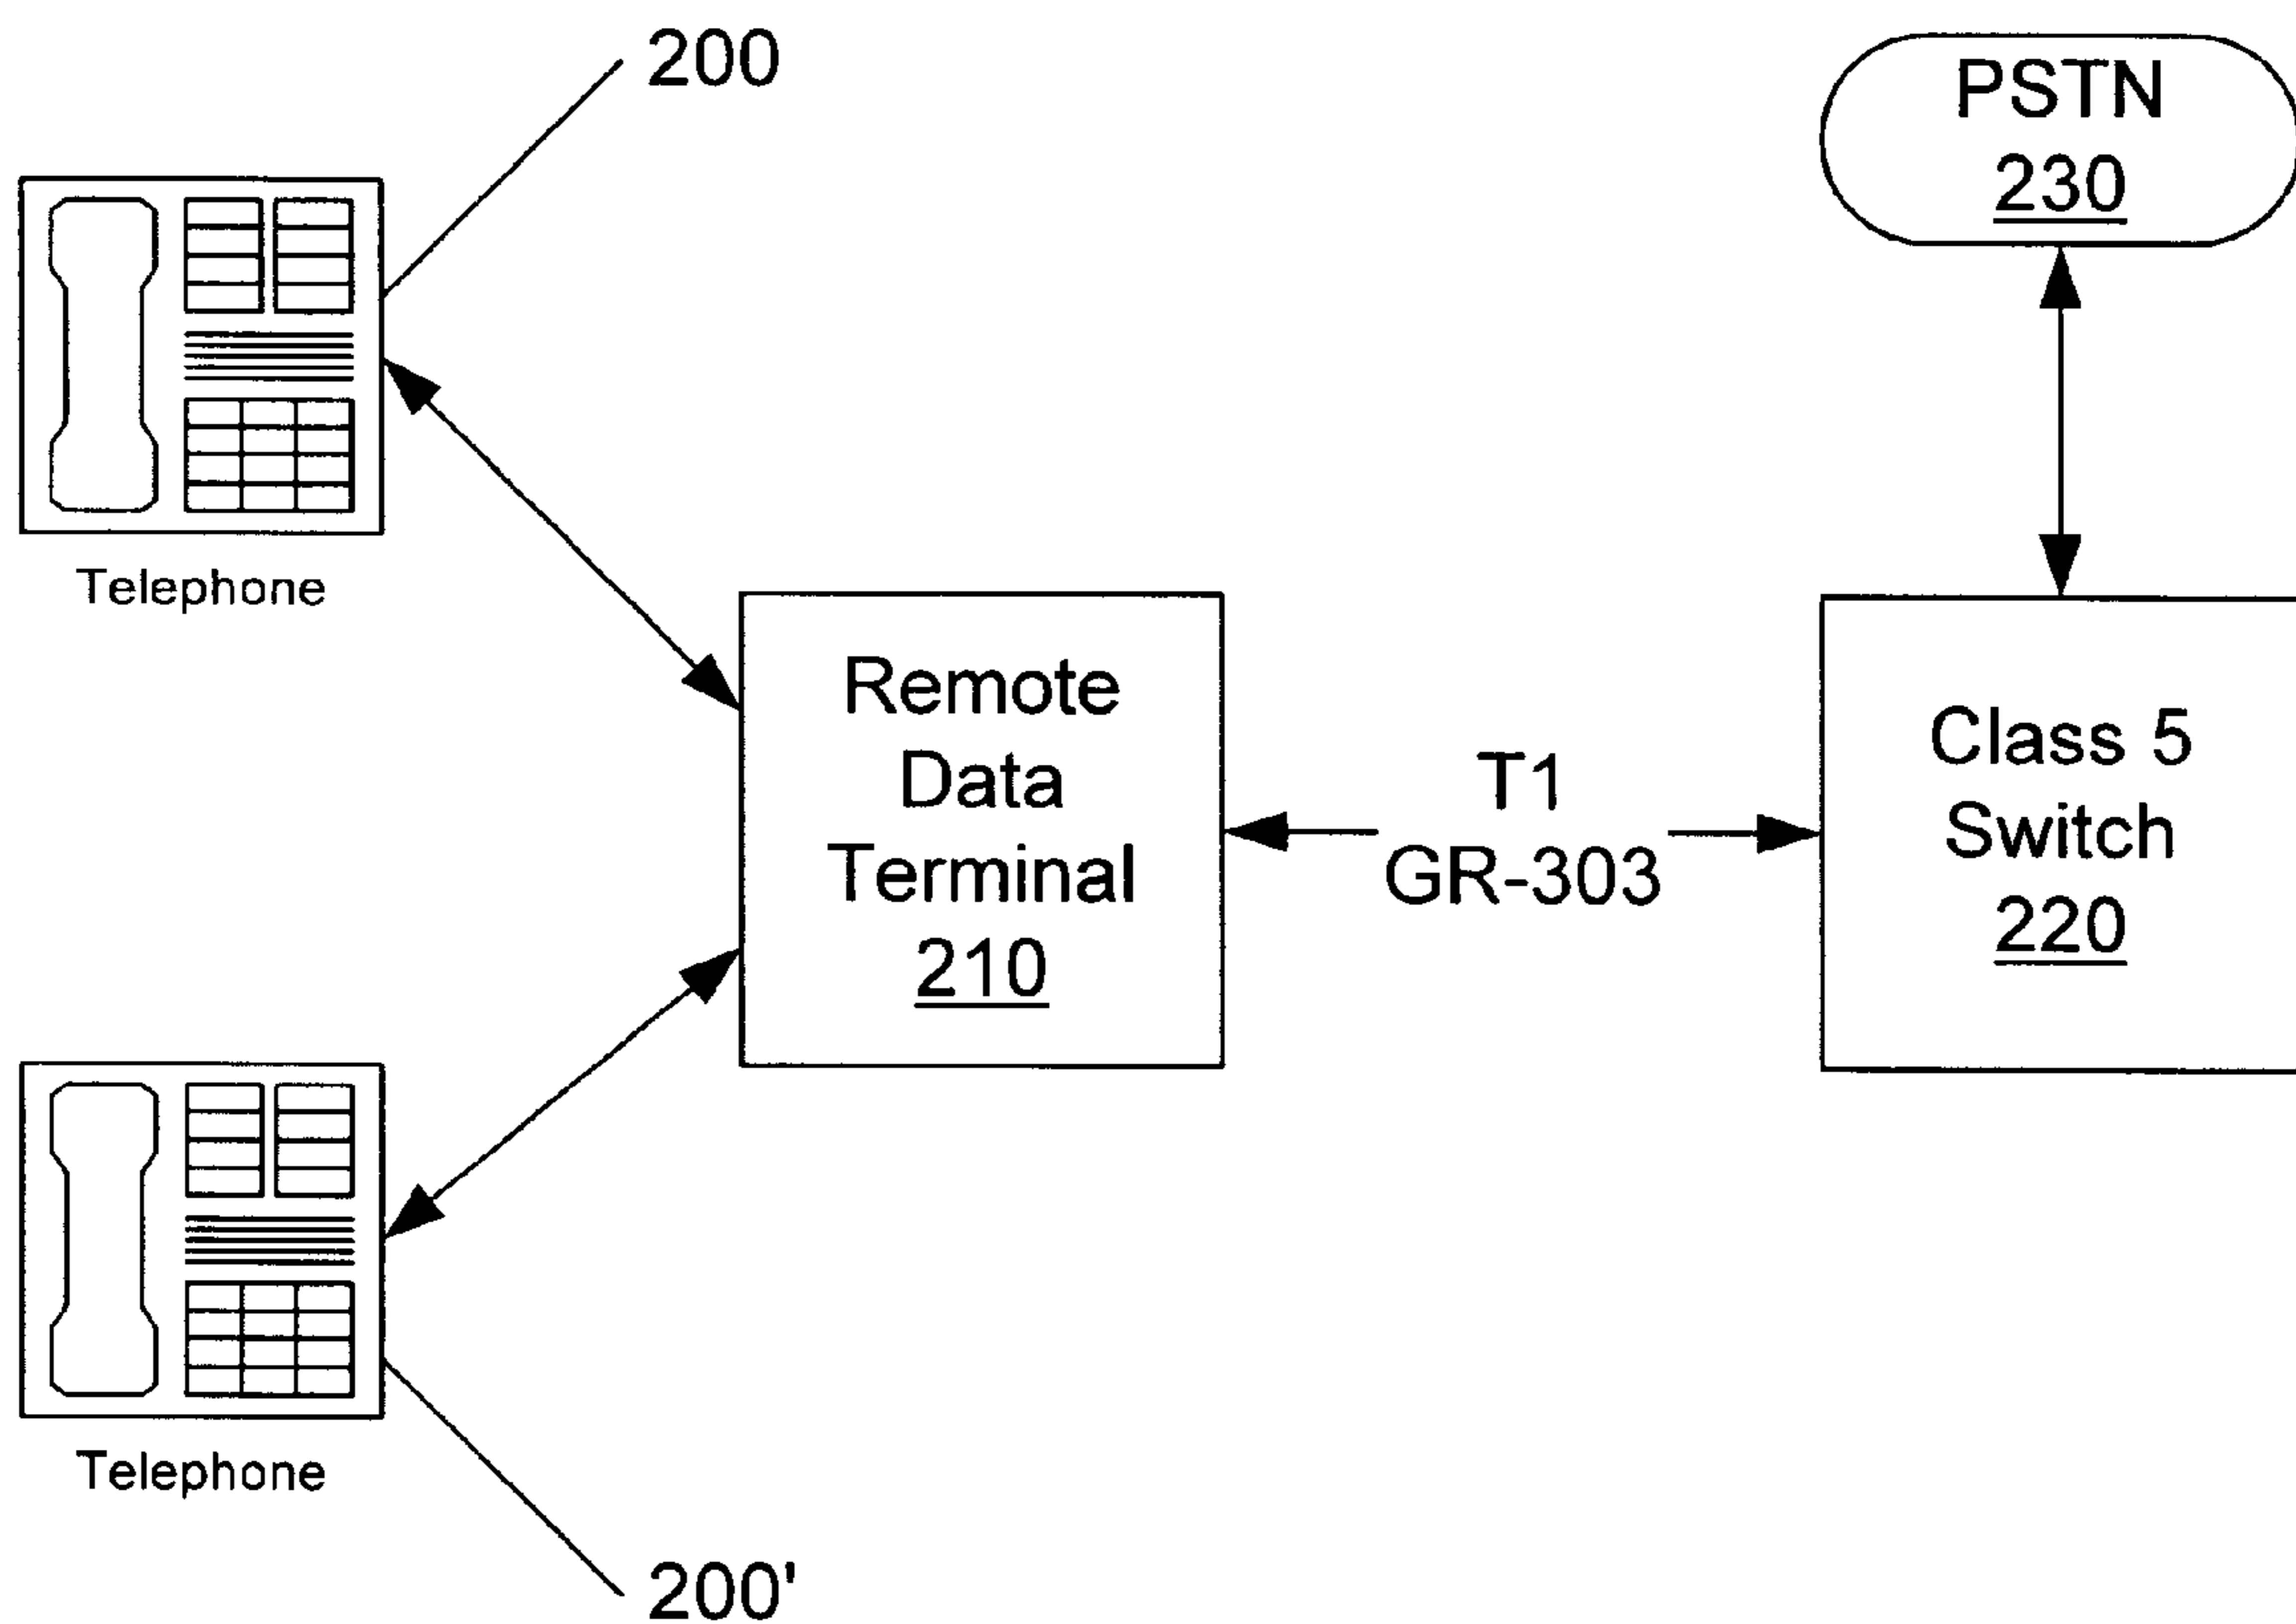 200
PSTN
230
Telephone
Remote
Data
Terminal
210
T1
GR-303
Class 5
Switch
220
Telephone
200'